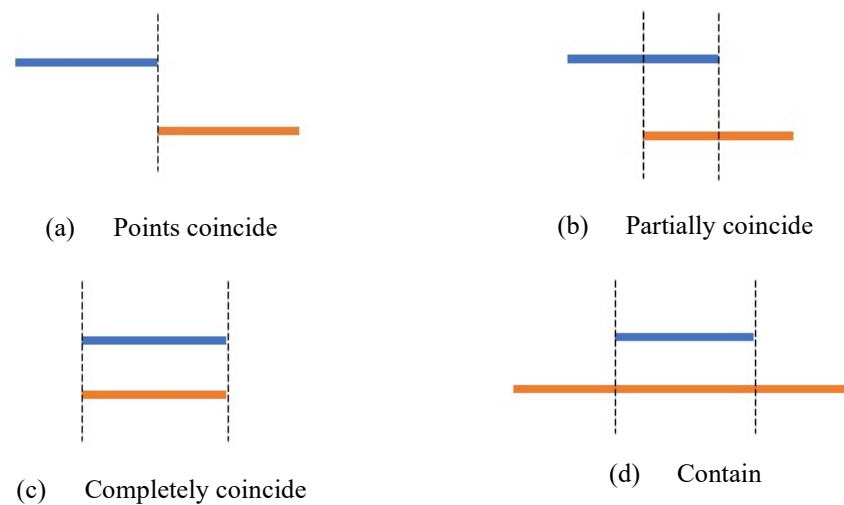 (a) Points coincide
(b) Partially coincide
(c) Completely coincide
(d) Contain